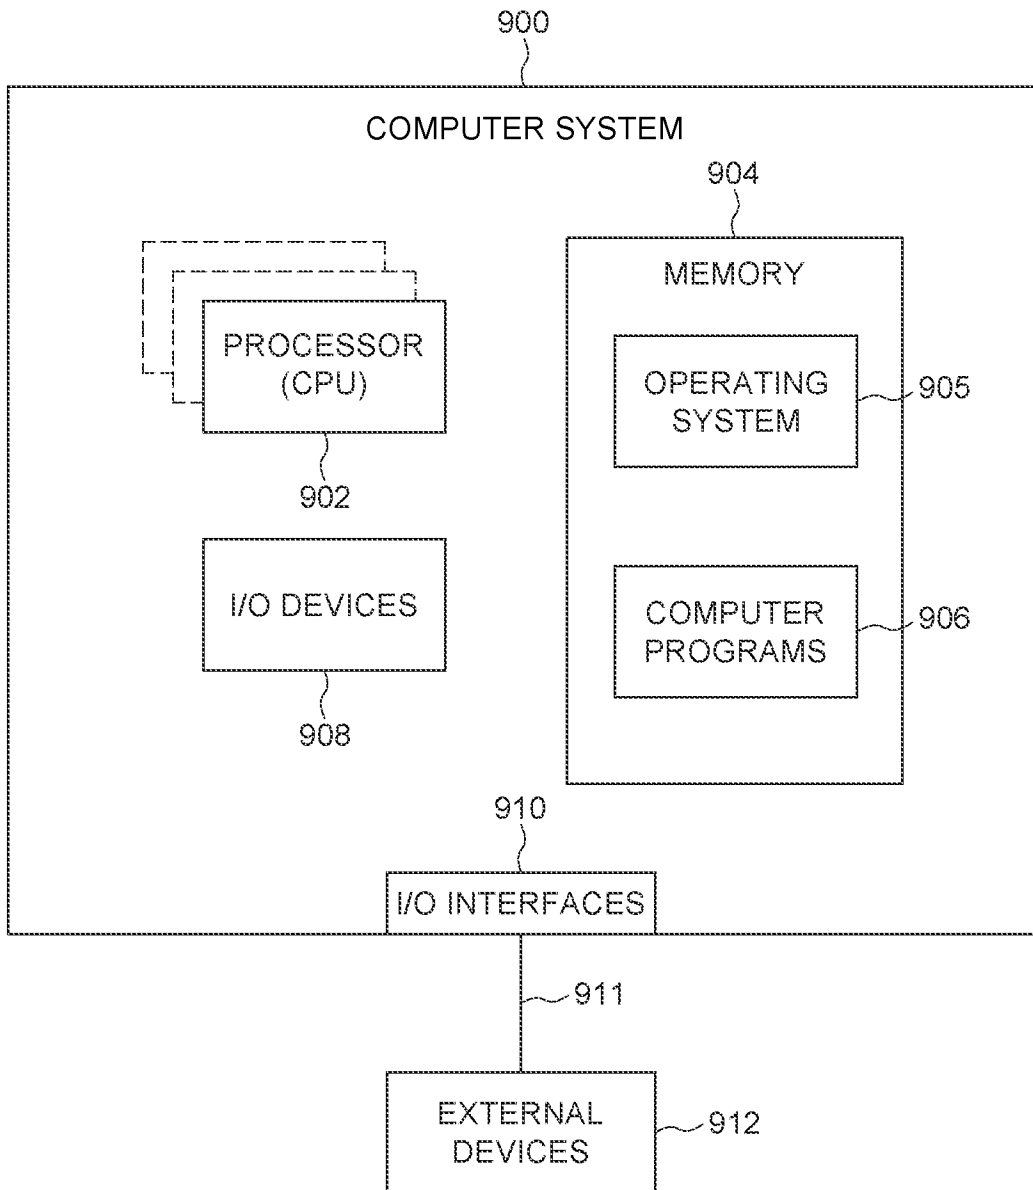 900
COMPUTER SYSTEM
904
MEMORY
PROCESSOR
(CPU)
902
OPERATING
SYSTEM
905
I/O DEVICES
908
COMPUTER
PROGRAMS
906
910
I/O INTERFACES
911
EXTERNAL
DEVICES
912